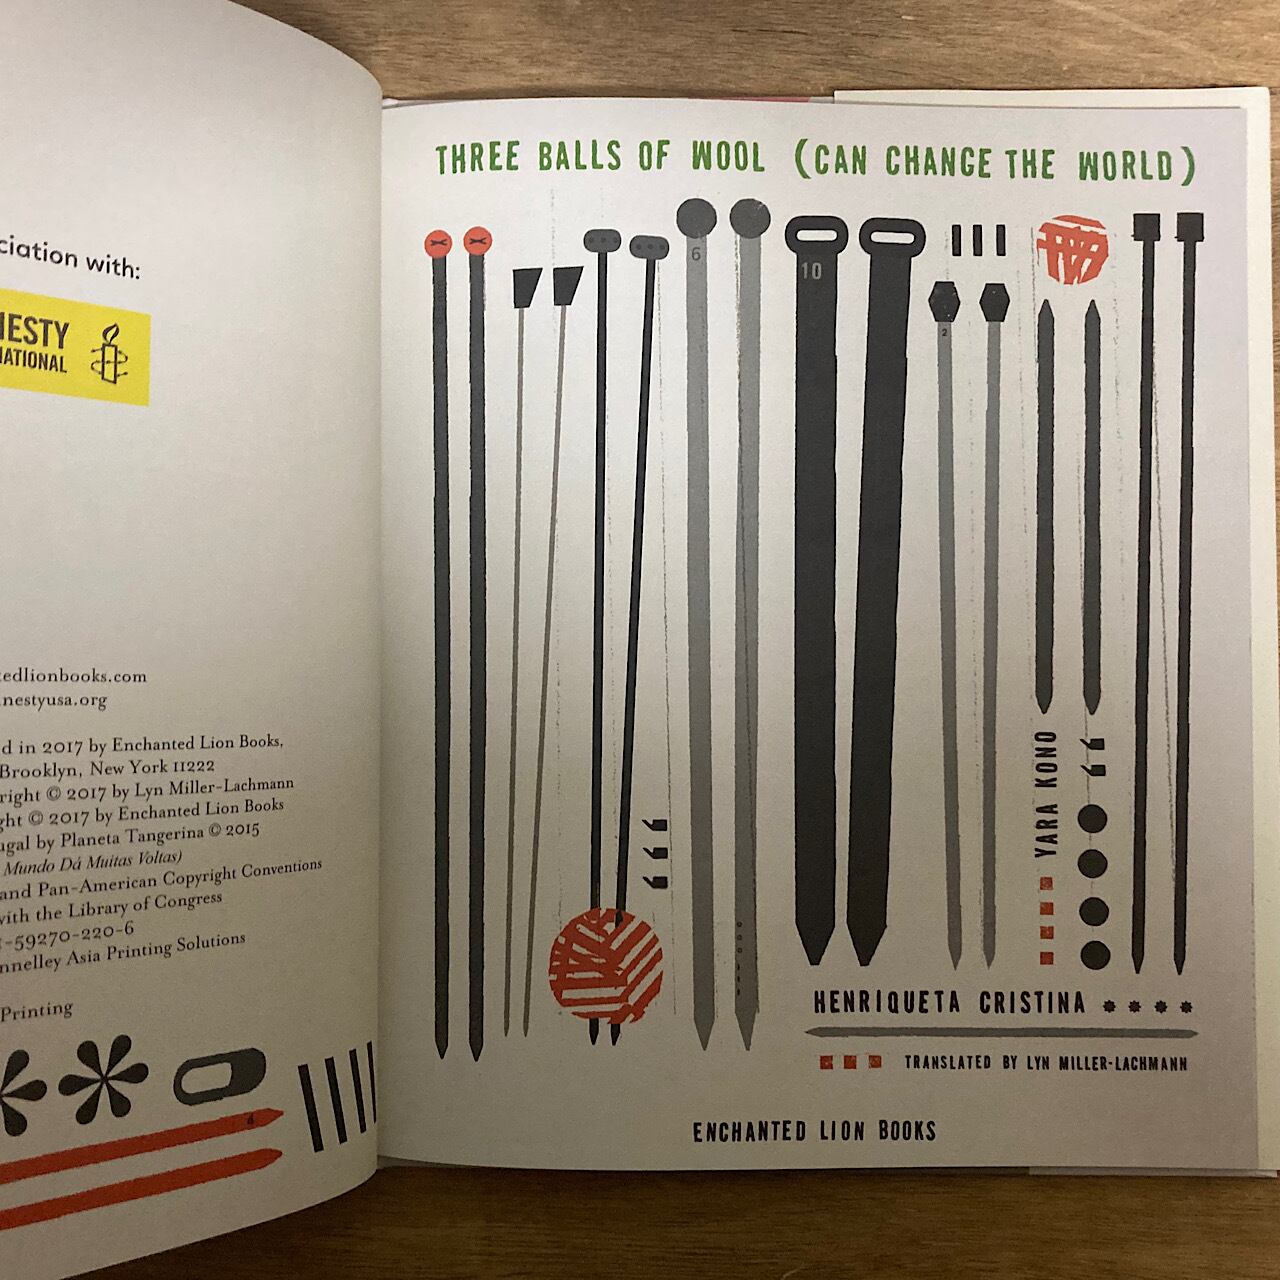 ciation with:
NESTY
NATIONAL
edlionbooks.com
nestyusa.org
d in 2017 by Enchanted Lion Books,
Brooklyn, New York 11222
right © 2017 by Lyn Miller-Lachmann
ght © 2017 by Enchanted Lion Books
ugal by Planeta Tangerina © 2015
Mundo Dá Muitas Voltas)
and Pan-American Copyright Conventions
with the Library of Congress
-59270-220-6
nnelley Asia Printing Solutions
Printing
4
THREE BALLS OF WOOL (CAN CHANGE THE WORLD)
6
10
2
YARA KONO
HENRIQUETA CRISTINA
TRANSLATED BY LYN MILLER-LACHMANN
ENCHANTED LION BOOKS